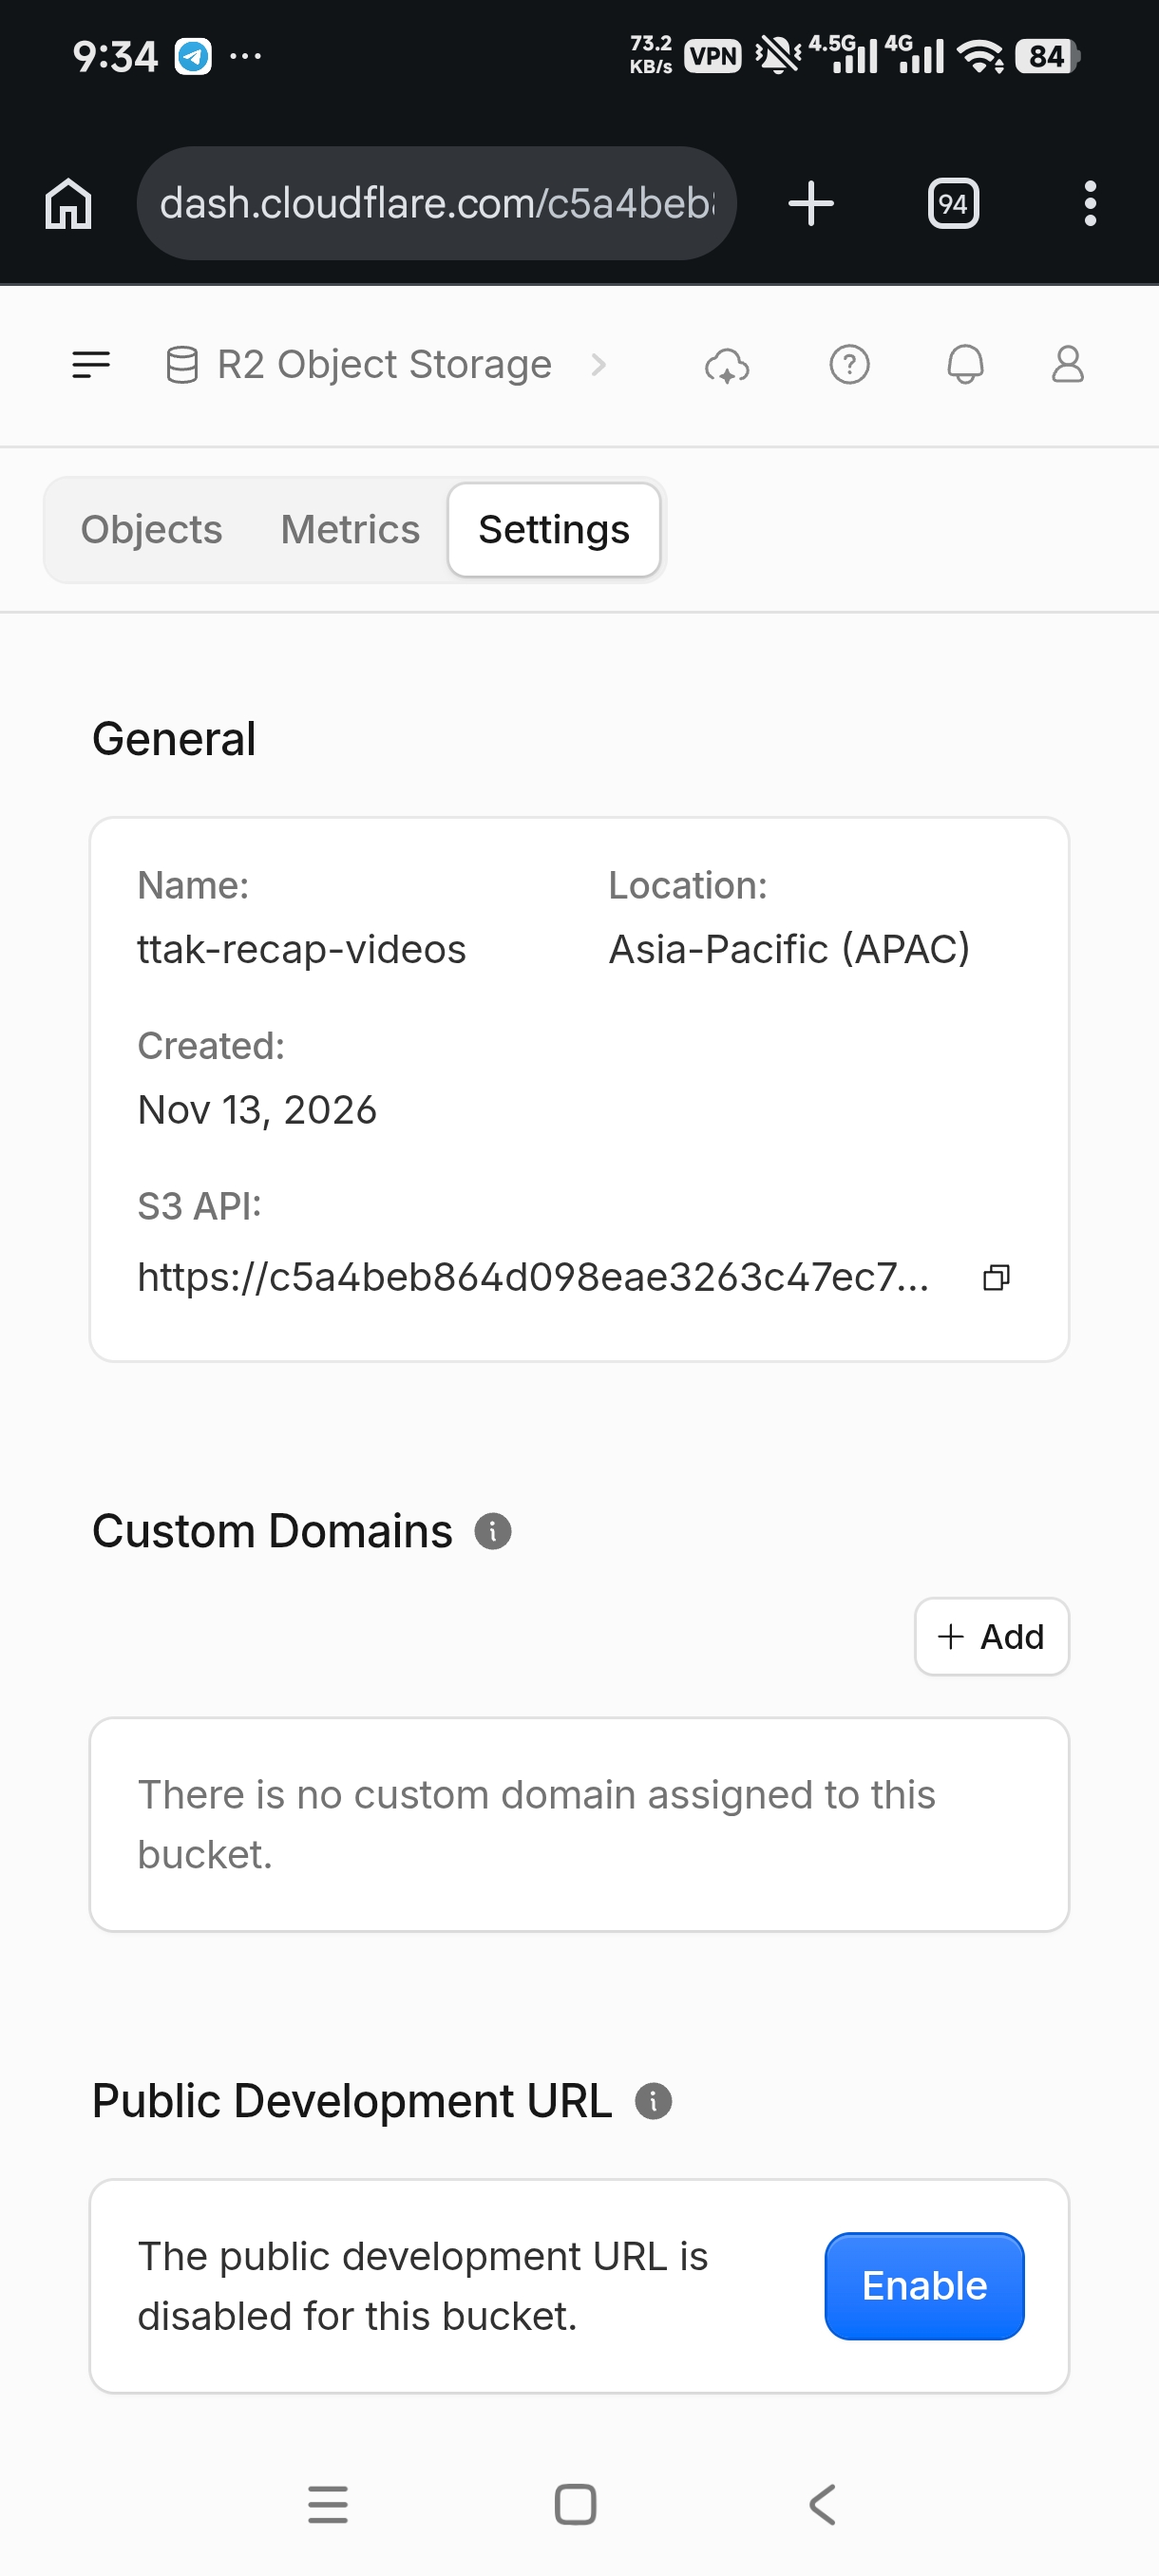 9:34
73.2
KB/s
VPN
4.5G
4G
84
dash.cloudflare.com/c5a4beb
94
R2 Object Storage
Objects
Metrics
Settings
General
Name:
Location:
ttak-recap-videos
Asia-Pacific (APAC)
Created:
Nov 13, 2026
S3 API:
https://c5a4beb864d098eae3263c47ec7...
Custom Domains
+ Add
There is no custom domain assigned to this
bucket.
Public Development URL
The public development URL is
disabled for this bucket.
Enable